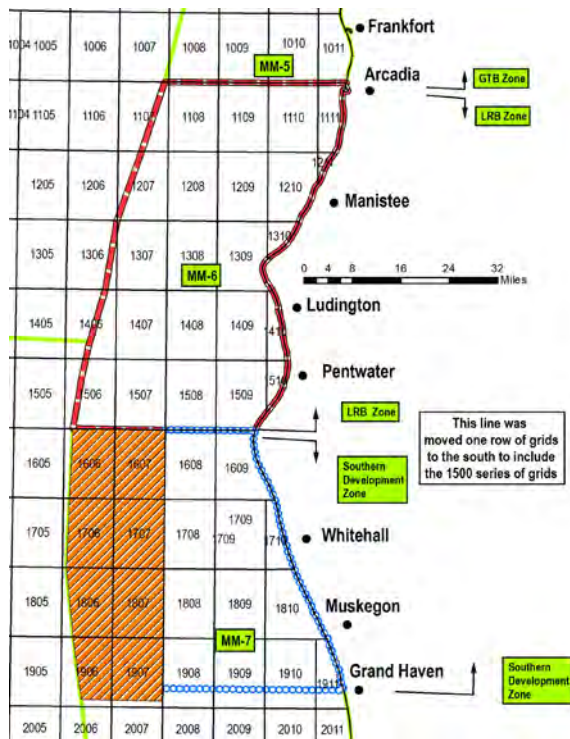 Frankfort
1004 1005 1006 1007 1008 1009 1010 1011
MM-5
Arcadia
GTB Zone
LRB Zone
1104 1105 1106 1107 1108 1109 1110 1111
1205 1206 1207 1208 1209 1210
Manistee
1305 1306 1307 1308 1309 1310
MM-6
0 4 8 16 24 32
Miles
Ludington
1405 1406 1407 1408 1409
Pentwater
1505 1507 1508 1509
LRB Zone
This line was
moved one row of grids
to the south to include
the 1500 series of grids
Southern
Development
Zone
1605 1606 1607 1608 1609
1705 1706 1707 1708 1709 1709 1710
Whitehall
1805 1806 1807 1808 1809 1810
Muskegon
MM-7
1905 1906 1907 1908 1909 1910 1911
Grand Haven
Southern
Development
Zone
2005 2006 2007 2008 2009 2010 2011